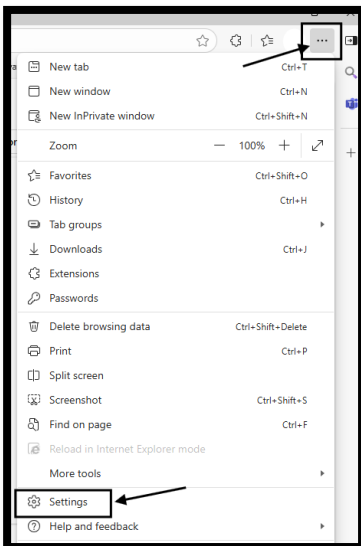 New tab Ctrl+T
New window Ctrl+N
New InPrivate window Ctrl+Shift+N
Zoom 100%
Favorites Ctrl+Shift+O
History Ctrl+H
Tab groups
Downloads Ctrl+J
Extensions
Passwords
Delete browsing data Ctrl+Shift+Delete
Print Ctrl+P
Split screen
Screenshot Ctrl+Shift+S
Find on page Ctrl+F
Reload in Internet Explorer mode
More tools
Settings
Help and feedback